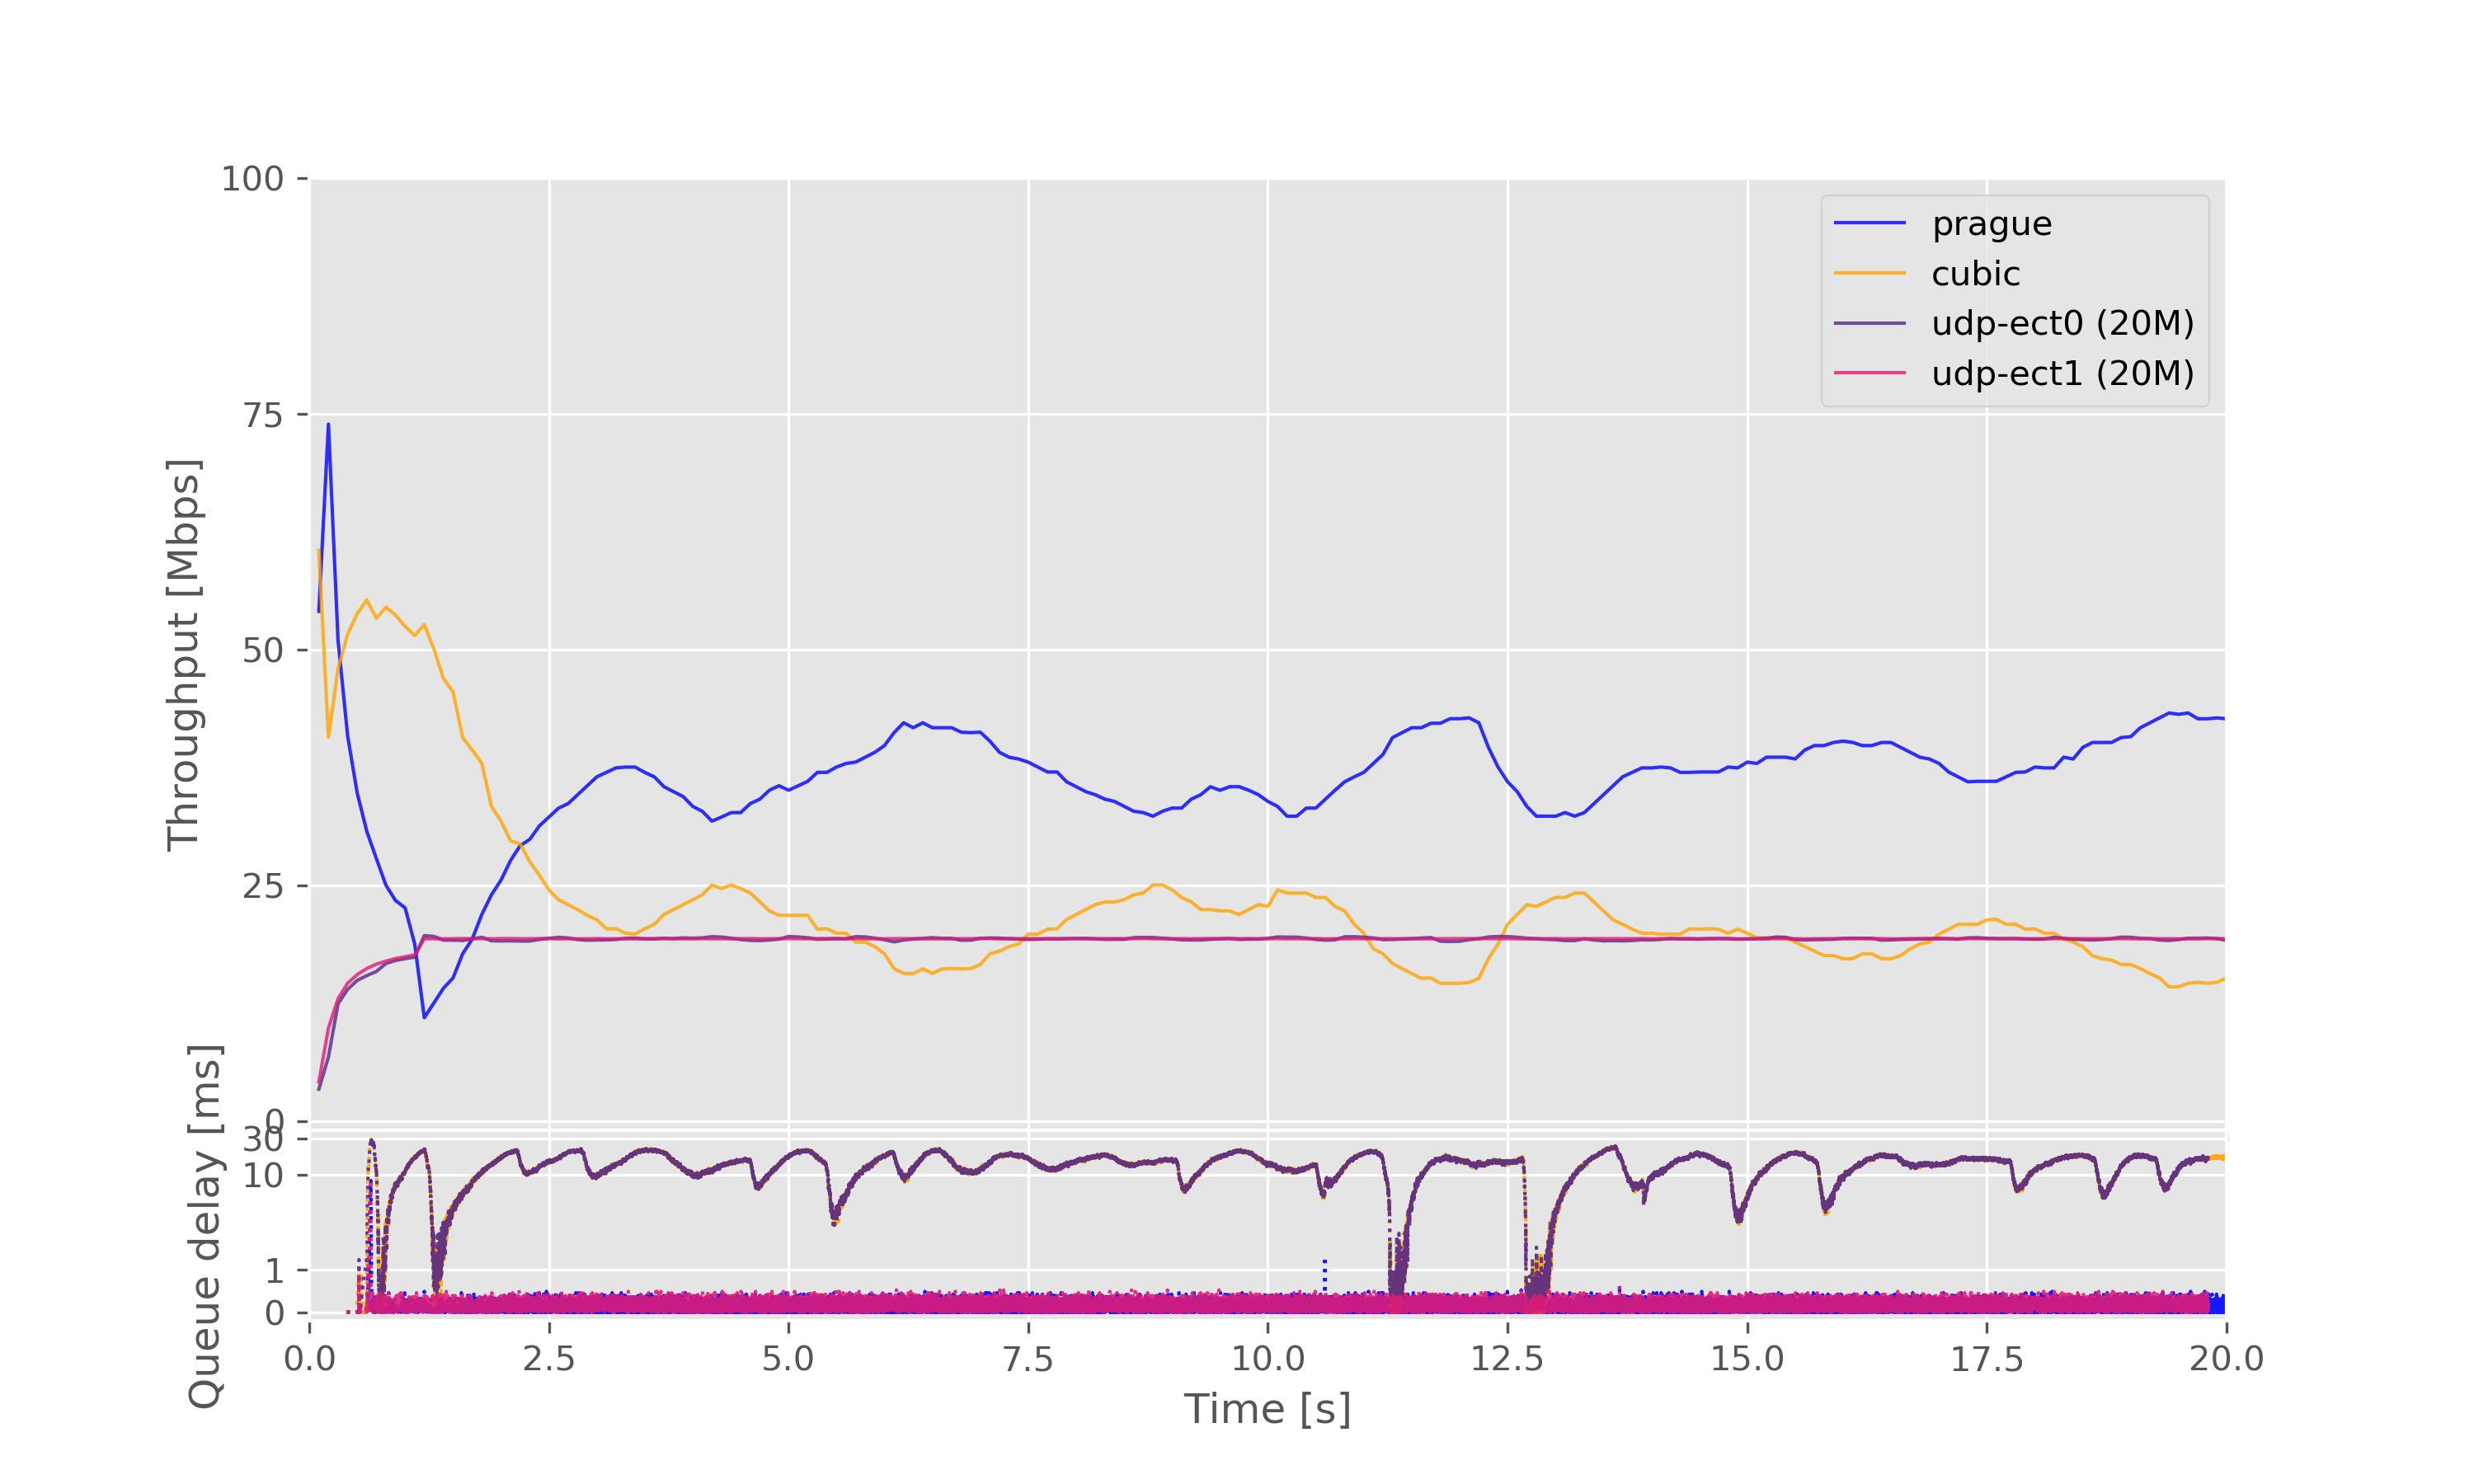 100
75
50
25
0
Throughput [Mbps]
prague
cubic
udp-ect0 (20M)
udp-ect1 (20M)
30
10
1
0
Queue delay [ms]
0.0 2.5 5.0 7.5 10.0 12.5 15.0 17.5 20.0
Time [s]